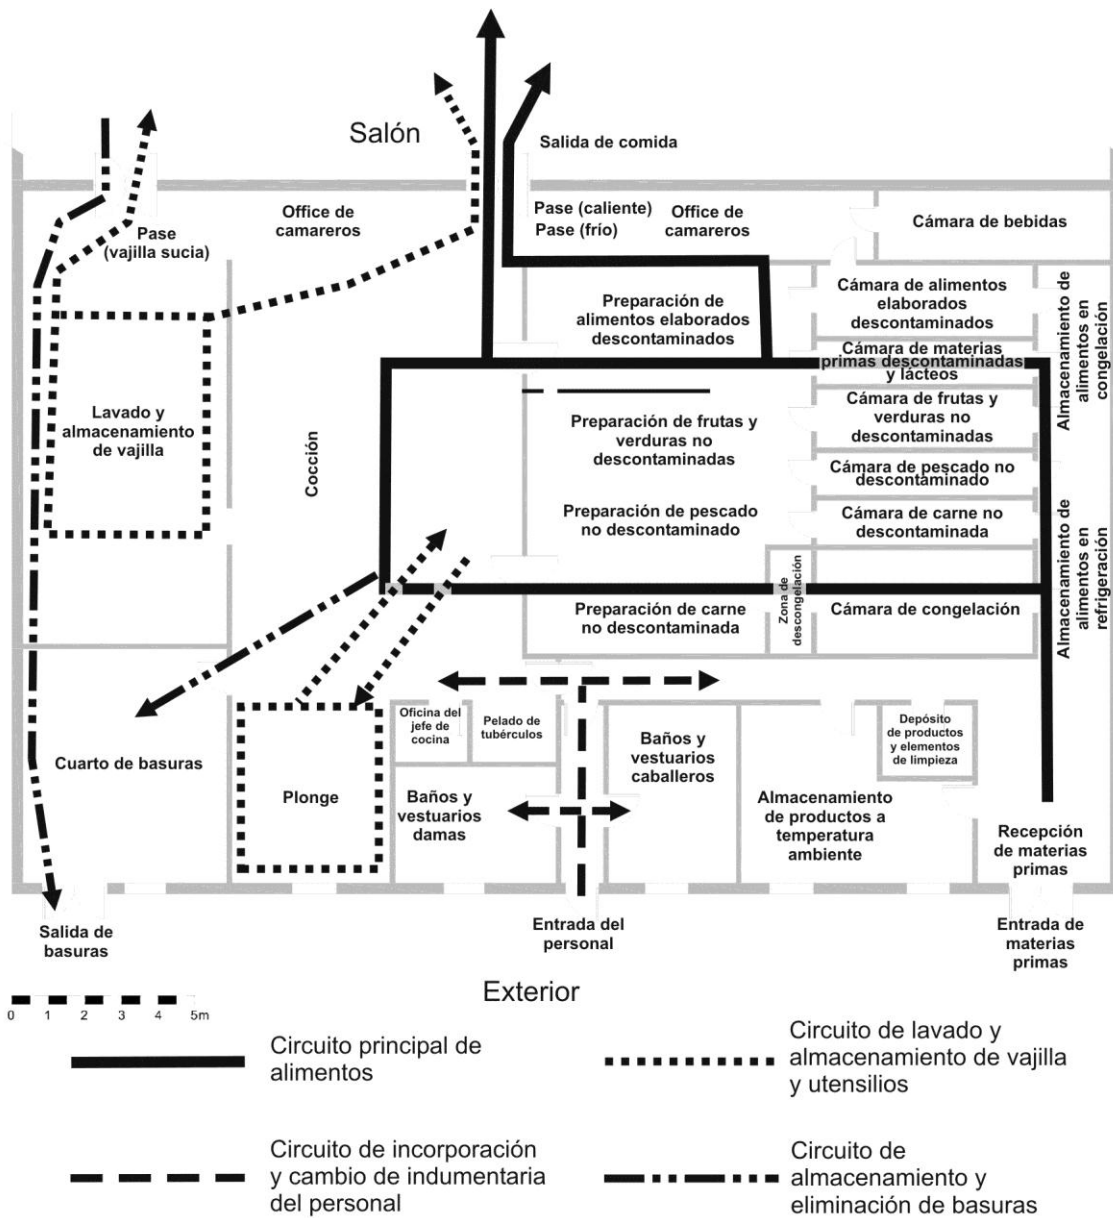 Salón
Salida de comida
Pase
(vajilla sucia)
Office de
camareros
Pase (caliente)
Pase (frío)
Office de
camareros
Cámara de bebidas
Preparación de
alimentos elaborados
descontaminados
Cámara de alimentos
elaborados
descontaminados
Almacenamiento de
alimentos en
congelación
Cámara de materias
primas descontaminadas
y lácteos
Lavado y
almacenamiento
de vajilla
Cocción
Preparación de frutas y
verduras no
descontaminadas
Cámara de frutas y
verduras no
descontaminadas
Cámara de pescado no
descontaminado
Preparación de pescado
no descontaminado
Cámara de carne no
descontaminada
Almacenamiento de
alimentos en
refrigeración
Preparación de carne
no descontaminada
Zona de
descongelación
Cámara de congelación
Cuarto de basuras
Plonge
Oficina del
jefe de
cocina
Pelado de
tubérculos
Baños y
vestuarios
damas
Baños y
vestuarios
caballeros
Depósito
de productos
y elementos
de limpieza
Almacenamiento
de productos a
temperatura
ambiente
Recepción
de materias
primas
Salida de
basuras
Entrada del
personal
Entrada de
materias
primas
Exterior
0 1 2 3 4 5m
Circuito principal de
alimentos
Circuito de lavado y
almacenamiento de vajilla
y utensilios
Circuito de incorporación
y cambio de indumentaria
del personal
Circuito de
almacenamiento y
eliminación de basuras